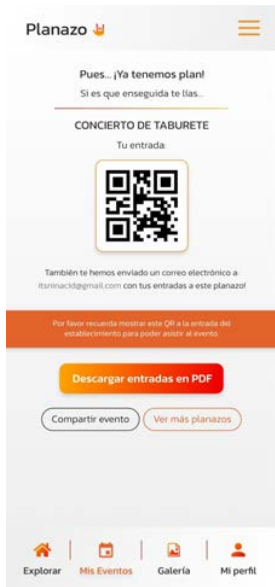 Planazo
Pues... ¡Ya tenemos plan!
Si es que enseguida te lías...
CONCIERTO DE TABURETE
Tu entrada:
También te hemos enviado un correo electrónico a
itsninacid@gmail.com con tus entradas a este planazo!
Por favor recuerda mostrar este QR a la entrada del
establecimiento para poder asistir al evento.
Descargar entradas en PDF
Compartir evento
Ver más planazos
Explorar
Mis Eventos
Galería
Mi perfil